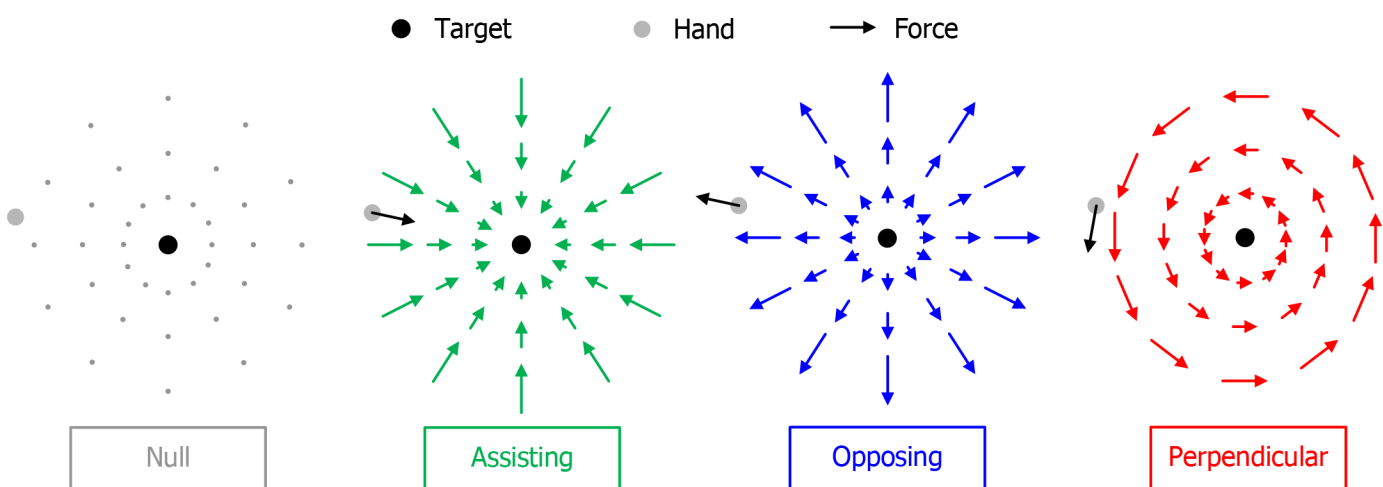 Target Hand Force
Null Assisting Opposing Perpendicular